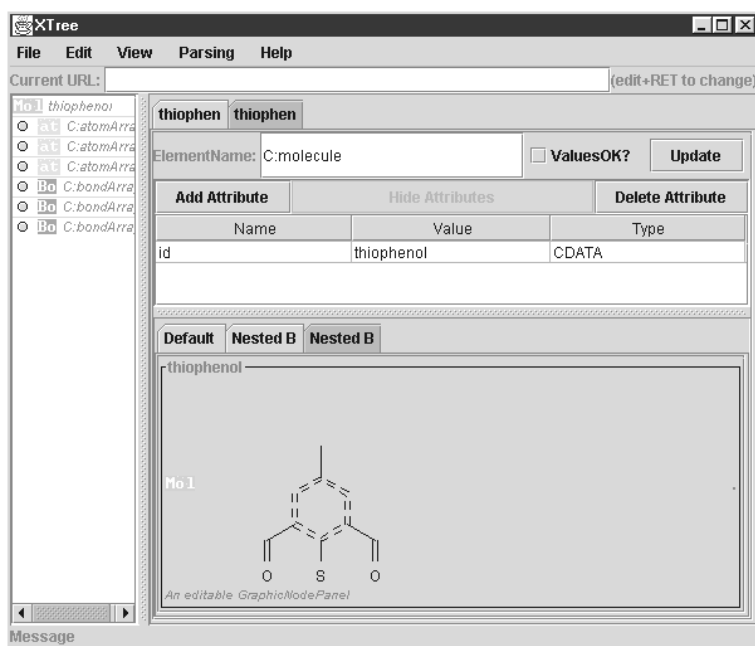 XTree
File Edit View Parsing Help
Current URL: (edit+RET to change)
Mol thiophenol
at C:atomArra
at C:atomArra
at C:atomArra
Bo C:bondArra
Bo C:bondArra
Bo C:bondArra
thiophen thiophen
ElementName: C:molecule ValuesOK? Update
Add Attribute Hide Attributes Delete Attribute
Name Value Type
id thiophenol CDATA
Default Nested B Nested B
thiophenol
Mol
O S O
An editable GraphicNodePanel
Message